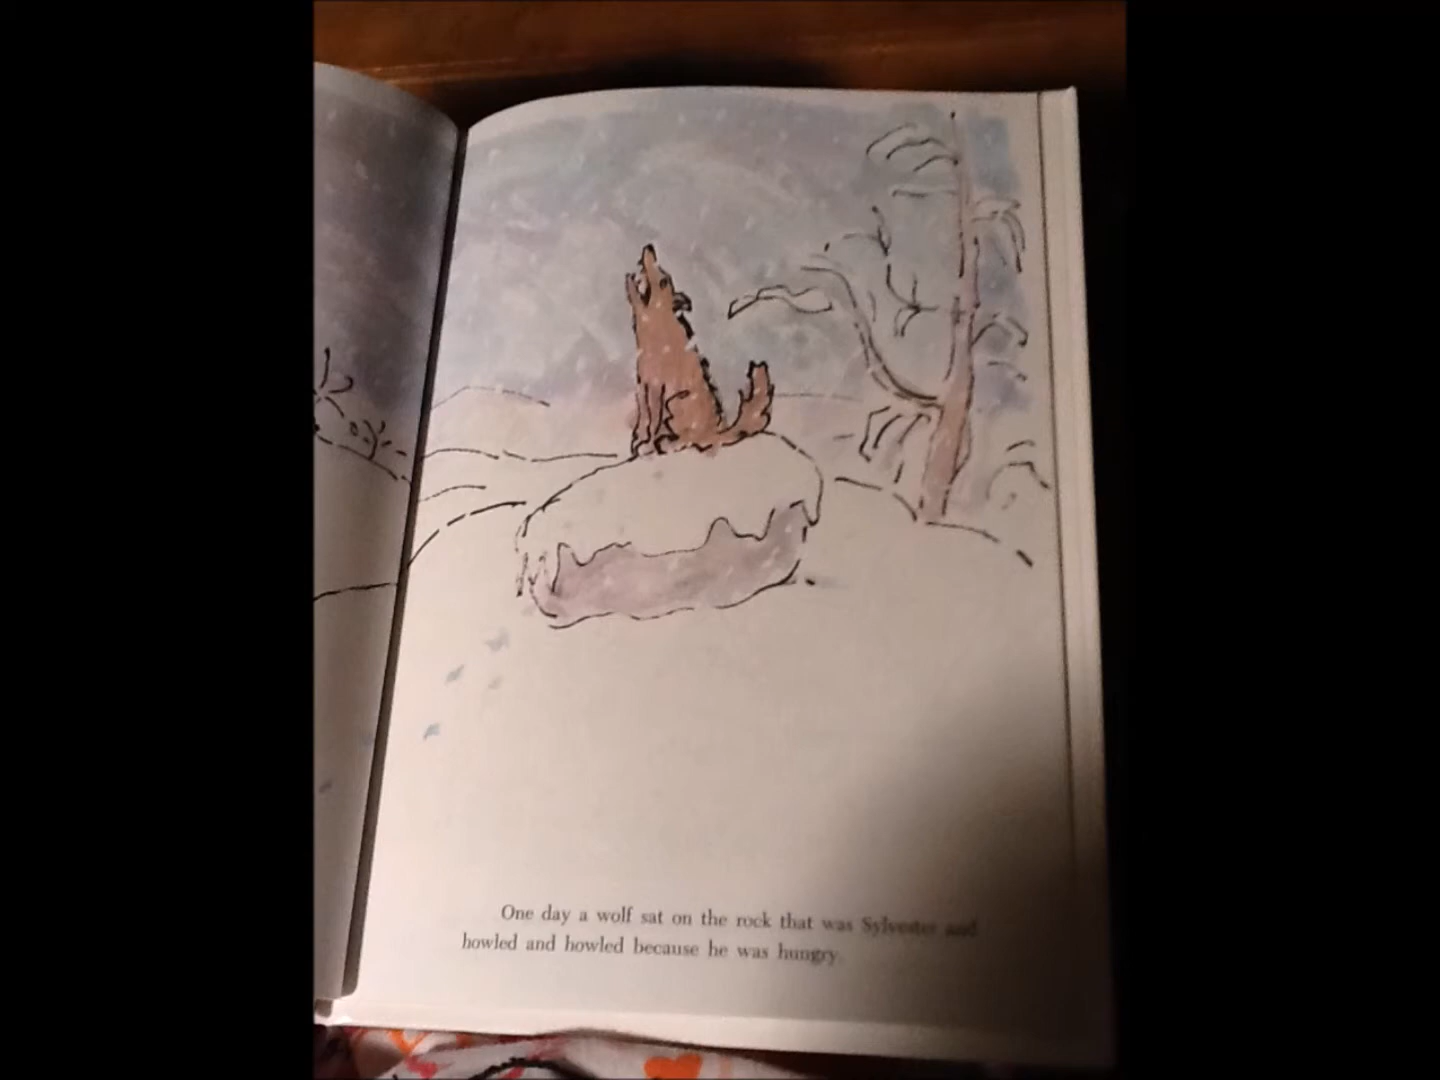 One day a wolf sat on the rock that was Sylvester and
howled and howled because he was hungry.